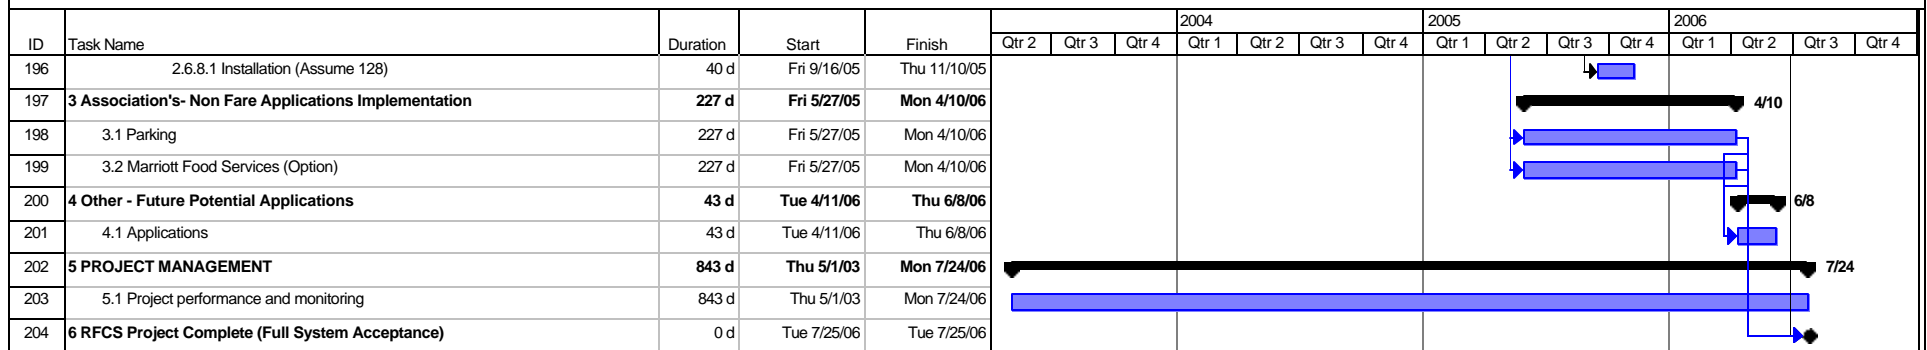 2004 2005 2006
ID Task Name Duration Start Finish Qtr 2 Qtr 3 Qtr 4 Qtr 1 Qtr 2 Qtr 3 Qtr 4 Qtr 1 Qtr 2 Qtr 3 Qtr 4 Qtr 1 Qtr 2 Qtr 3 Qtr 4
196 2.6.8.1 Installation (Assume 128) 40 d Fri 9/16/05 Thu 11/10/05
197 3 Association's- Non Fare Applications Implementation 227 d Fri 5/27/05 Mon 4/10/06 4/10
198 3.1 Parking 227 d Fri 5/27/05 Mon 4/10/06
199 3.2 Marriott Food Services (Option) 227 d Fri 5/27/05 Mon 4/10/06
200 4 Other - Future Potential Applications 43 d Tue 4/11/06 Thu 6/8/06 6/8
201 4.1 Applications 43 d Tue 4/11/06 Thu 6/8/06
202 5 PROJECT MANAGEMENT 843 d Thu 5/1/03 Mon 7/24/06 7/24
203 5.1 Project performance and monitoring 843 d Thu 5/1/03 Mon 7/24/06
204 6 RFCS Project Complete (Full System Acceptance) 0 d Tue 7/25/06 Tue 7/25/06